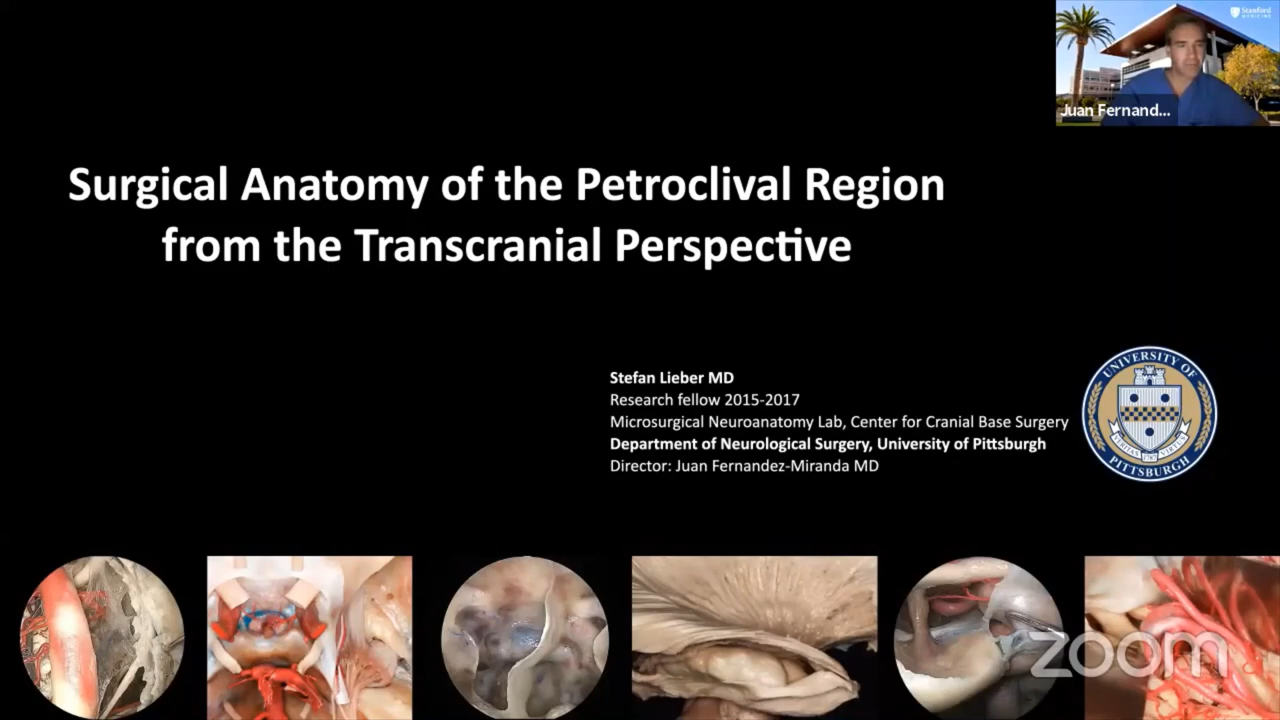 Stanford
MEDICINE
Juan Fernand...
Surgical Anatomy of the Petroclival Region
from the Transcranial Perspective
Stefan Lieber MD
Research fellow 2015-2017
Microsurgical Neuroanatomy Lab, Center for Cranial Base Surgery
Department of Neurological Surgery, University of Pittsburgh
Director: Juan Fernandez-Miranda MD
UNIVERSITY OF
PITTSBURGH
zoom